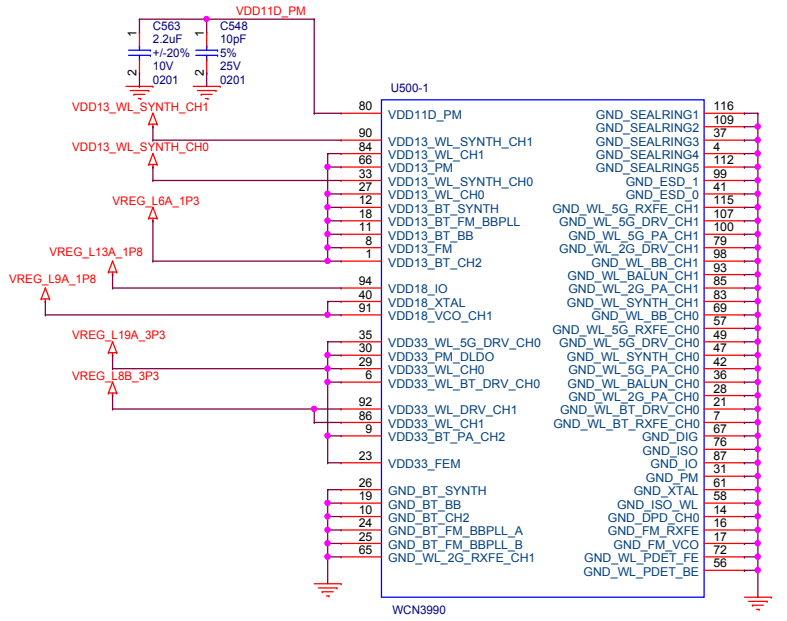 VDD11D_PM
1
C563
2.2uF
+/-20%
10V
0201
2
1
C548
10pF
5%
25V
0201
2
VDD13_WL_SYNTH_CH1
VDD13_WL_SYNTH_CH0
VREG_L6A_1P3
VREG_L13A_1P8
VREG_L9A_1P8
VREG_L19A_3P3
VREG_L8B_3P3
U500-1
80 VDD11D_PM
90 VDD13_WL_SYNTH_CH1
84 VDD13_WL_CH1
66 VDD13_PM
33 VDD13_WL_SYNTH_CH0
27 VDD13_WL_CH0
12 VDD13_BT_SYNTH
18 VDD13_BT_FM_BBPLL
11 VDD13_BT_BB
8 VDD13_FM
1 VDD13_BT_CH2
94 VDD18_IO
40 VDD18_XTAL
91 VDD18_VCO_CH1
35 VDD33_WL_5G_DRV_CH0
30 VDD33_PM_DLDO
29 VDD33_WL_CH0
6 VDD33_WL_BT_DRV_CH0
92 VDD33_WL_DRV_CH1
86 VDD33_WL_CH1
9 VDD33_BT_PA_CH2
23 VDD33_FEM
26 GND_BT_SYNTH
19 GND_BT_BB
10 GND_BT_CH2
24 GND_BT_FM_BBPLL_A
25 GND_BT_FM_BBPLL_B
65 GND_WL_2G_RXFE_CH1
GND_SEALRING1 116
GND_SEALRING2 109
GND_SEALRING3 37
GND_SEALRING4 4
GND_SEALRING5 112
GND_ESD_1 99
GND_ESD_0 41
GND_WL_5G_RXFE_CH1 115
GND_WL_5G_DRV_CH1 107
GND_WL_5G_PA_CH1 100
GND_WL_2G_DRV_CH1 79
GND_WL_BB_CH1 98
GND_WL_BALUN_CH1 93
GND_WL_2G_PA_CH1 85
GND_WL_SYNTH_CH1 83
GND_WL_BB_CH0 69
GND_WL_5G_RXFE_CH0 57
GND_WL_5G_DRV_CH0 49
GND_WL_SYNTH_CH0 47
GND_WL_5G_PA_CH0 42
GND_WL_BALUN_CH0 36
GND_WL_2G_PA_CH0 28
GND_WL_BT_DRV_CH0 21
GND_WL_BT_RXFE_CH0 7
GND_DIG 67
GND_ISO 76
GND_IO 87
GND_PM 31
GND_XTAL 61
GND_ISO_WL 58
GND_DPD_CH0 14
GND_FM_RXFE 16
GND_FM_VCO 17
GND_WL_PDET_FE 72
GND_WL_PDET_BE 56
WCN3990